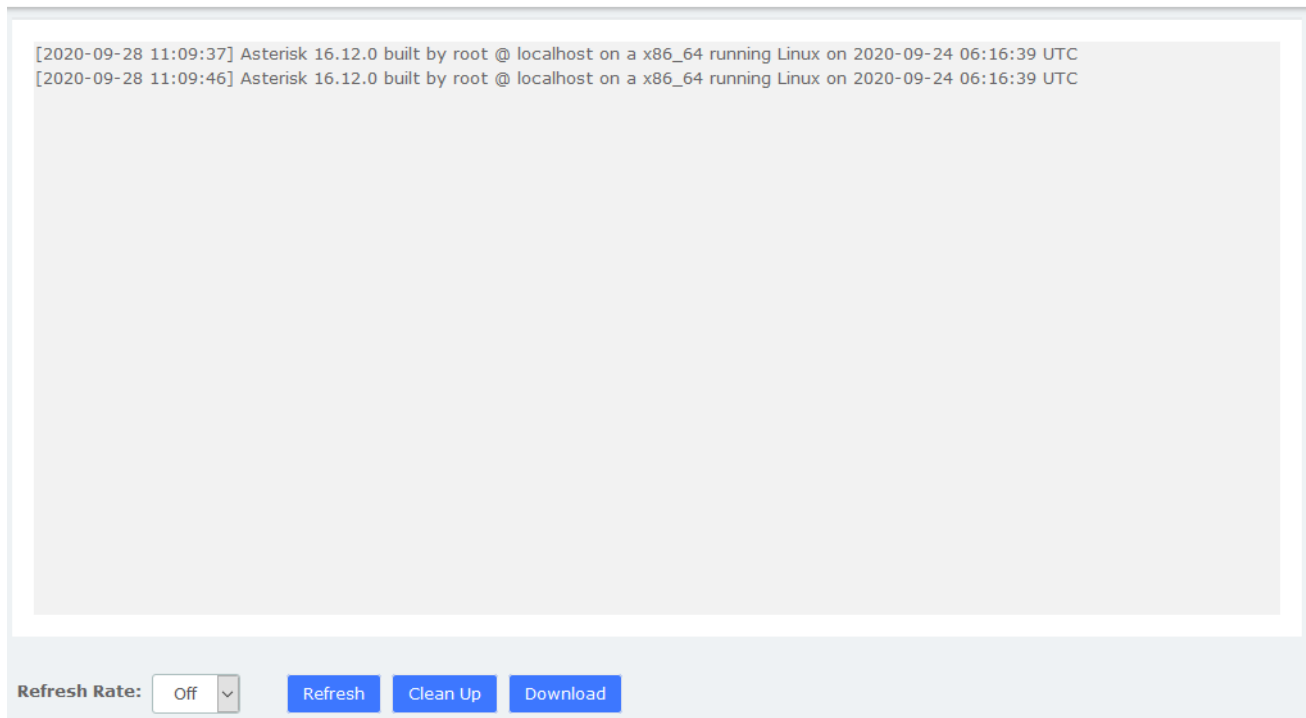 [2020-09-28 11:09:37] Asterisk 16.12.0 built by root @ localhost on a x86_64 running Linux on 2020-09-24 06:16:39 UTC
[2020-09-28 11:09:46] Asterisk 16.12.0 built by root @ localhost on a x86_64 running Linux on 2020-09-24 06:16:39 UTC
Refresh Rate: Off Refresh Clean Up Download